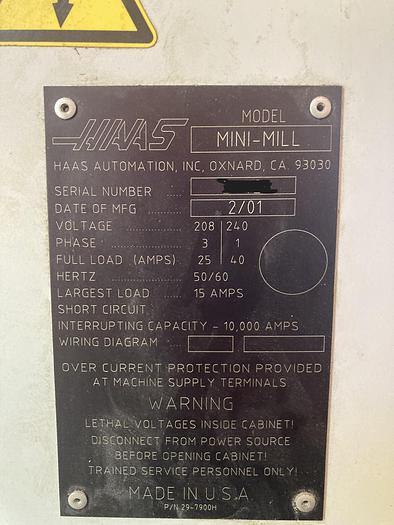 MODEL
HAAS MINI-MILL
HAAS AUTOMATION, INC, OXNARD, CA. 93030
SERIAL NUMBER
DATE OF MFG 2/01
VOLTAGE ............ 208 240
PHASE ............ 3 1
FULL LOAD (AMPS) 25 40
HERTZ ............ 50/60
LARGEST LOAD ...... 15 AMPS
SHORT CIRCUIT
INTERRUPTING CAPACITY - 10,000 AMPS
WIRING DIAGRAM ......
OVER CURRENT PROTECTION PROVIDED
AT MACHINE SUPPLY TERMINALS
WARNING
LETHAL VOLTAGES INSIDE CABINET!
DISCONNECT FROM POWER SOURCE
BEFORE OPENING CABINET!
TRAINED SERVICE PERSONNEL ONLY!
MADE IN U.S.A.
P/N 29-7900H